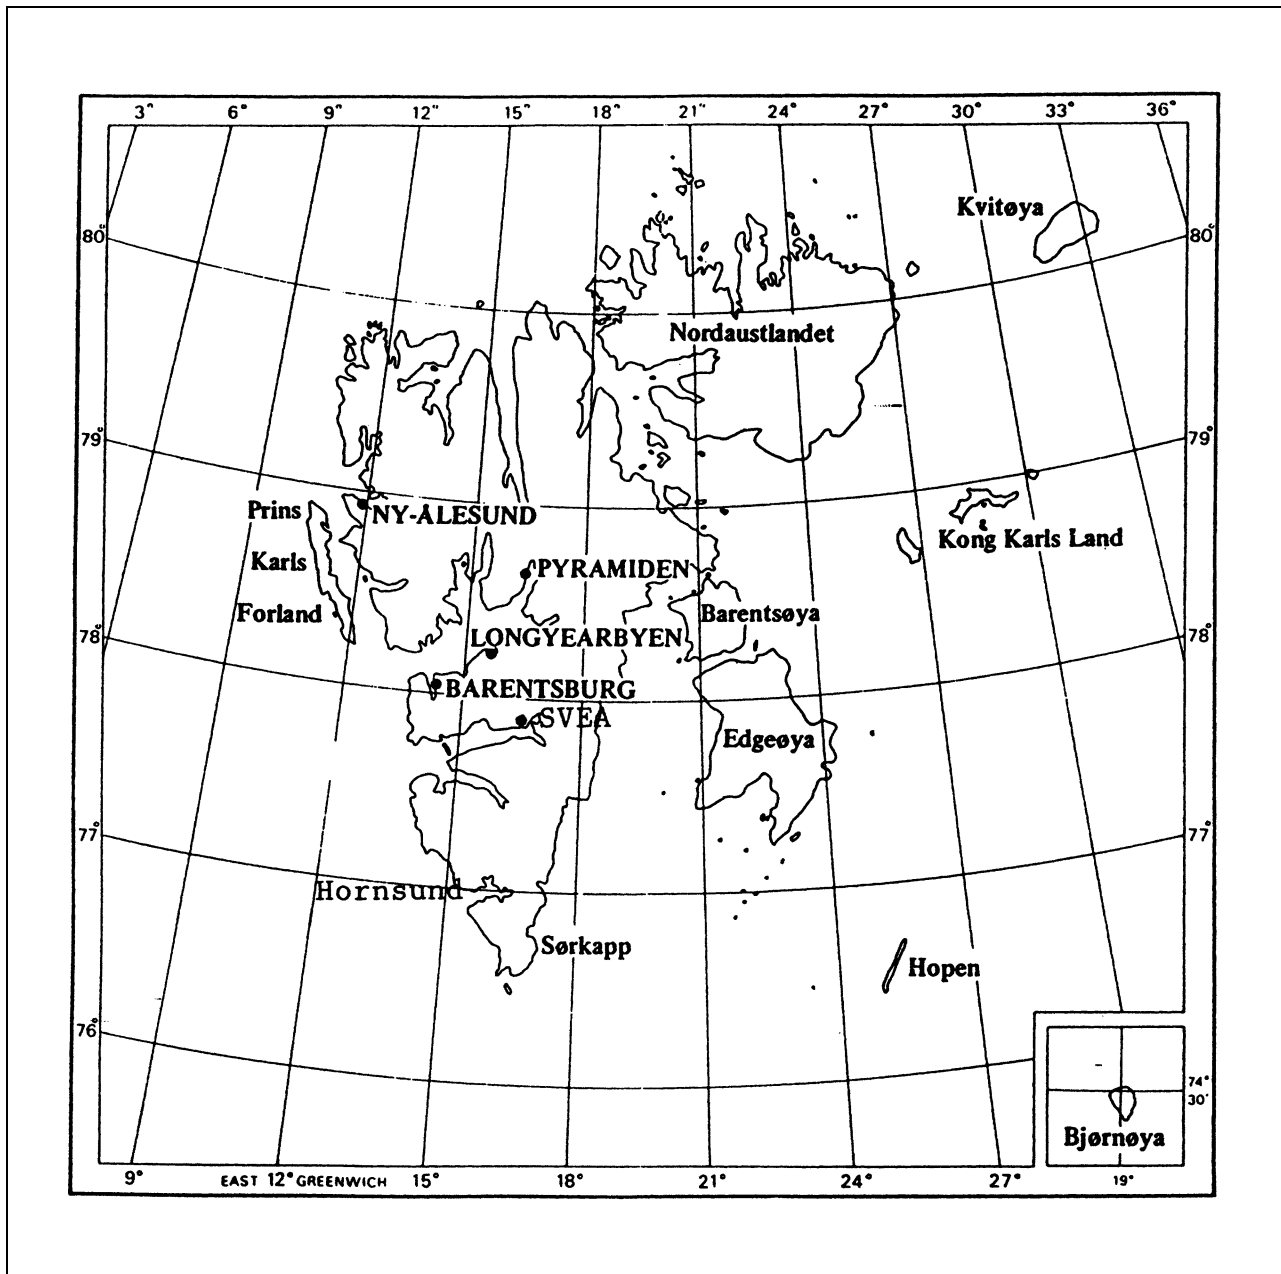 3° 6° 9° 12° 15° 18° 21° 24° 27° 30° 33° 36°
Kvitøya
80° 80°
Nordaustlandet
79° 79°
Prins
NY-ÅLESUND
Kong Karls Land
Karls
PYRAMIDEN
Forland
Barentsøya
78° 78°
LONGYEARBYEN
BARENTSBURG
SVEA
Edgeøya
77° 77°
Hornsund
Sørkapp
Hopen
76°
74°
30'
Bjørnøya
9° EAST 12° GREENWICH 15° 18° 21° 24° 27° 19°